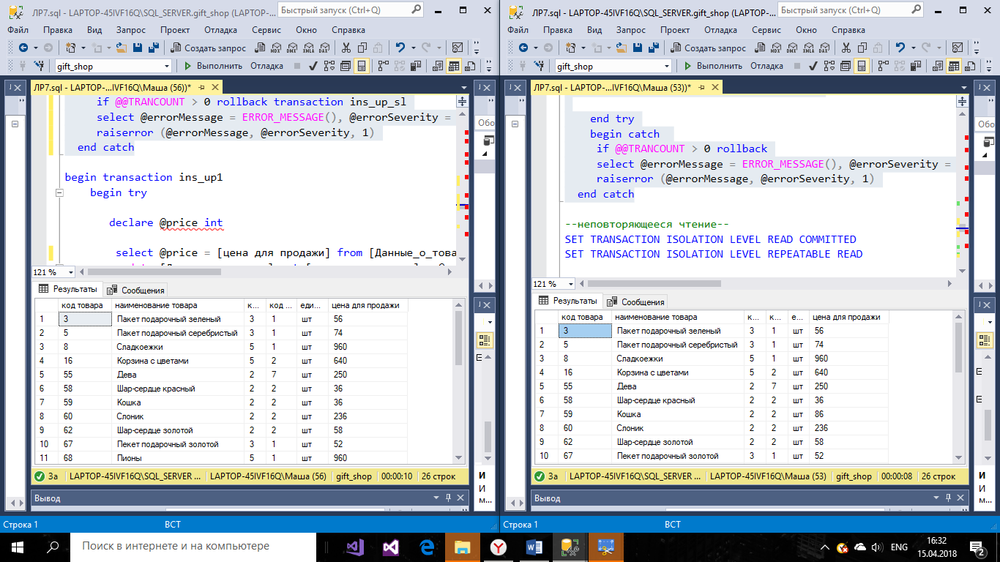 ЛР7.sql - LAPTOP-45IVF16Q\SQL_SERVER.gift_shop (LAPTOP-...
Быстрый запуск (Ctrl+Q)
Файл Правка Вид Запрос Проект Отладка Сервис Окно Справка
Создать запрос
gift_shop Выполнить Отладка
ЛР7.sql - LAPTOP-...IVF16Q\Маша (56))*
if @@TRANCOUNT > 0 rollback transaction ins_up_sl
select @errorMessage = ERROR_MESSAGE(), @errorSeverity =
raiserror (@errorMessage, @errorSeverity, 1)
end catch
begin transaction ins_up1
begin try
declare @price int
select @price = [цена для продажи] from [Данные_о_това
121 %
Результаты Сообщения
код товара наименование товара к... код ... еди... цена для продажи
1 3 Пакет подарочный зеленый 3 1 шт 56
2 5 Пакет подарочный серебристый 3 1 шт 74
3 8 Сладкоежки 5 1 шт 960
4 16 Корзина с цветами 5 2 шт 640
5 55 Дева 2 7 шт 250
6 58 Шар-сердце красный 2 2 шт 36
7 59 Кошка 2 2 шт 36
8 60 Слоник 2 2 шт 236
9 62 Шар-сердце золотой 2 2 шт 58
10 67 Пекет подарочный золотой 3 1 шт 52
11 68 Пионы 5 1 шт 960
За LAPTOP-45IVF16Q\SQL_SERVER ... LAPTOP-45IVF16Q\Маша (56) gift_shop 00:00:10 26 строк
Вывод
Строка 1 ВСТ
Обо
И
И
м...
ЛР7.sql - LAPTOP-45IVF16Q\SQL_SERVER.gift_shop (LAPTOP-...
Быстрый запуск (Ctrl+Q)
Файл Правка Вид Запрос Проект Отладка Сервис Окно Справка
Создать запрос
gift_shop Выполнить Отладка
ЛР7.sql - LAPTOP-...IVF16Q\Маша (53))*
end try
begin catch
if @@TRANCOUNT > 0 rollback
select @errorMessage = ERROR_MESSAGE(), @errorSeverity =
raiserror (@errorMessage, @errorSeverity, 1)
end catch
--неповторяющееся чтение--
SET TRANSACTION ISOLATION LEVEL READ COMMITTED
SET TRANSACTION ISOLATION LEVEL REPEATABLE READ
121 %
Результаты Сообщения
код товара наименование товара к... к... е... цена для продажи
1 3 Пакет подарочный зеленый 3 1 шт 56
2 5 Пакет подарочный серебристый 3 1 шт 74
3 8 Сладкоежки 5 1 шт 960
4 16 Корзина с цветами 5 2 шт 640
5 55 Дева 2 7 шт 250
6 58 Шар-сердце красный 2 2 шт 36
7 59 Кошка 2 2 шт 86
8 60 Слоник 2 2 шт 236
9 62 Шар-сердце золотой 2 2 шт 58
10 67 Пекет подарочный золотой 3 1 шт 52
За LAPTOP-45IVF16Q\SQL_SERVER ... LAPTOP-45IVF16Q\Маша (53) gift_shop 00:00:08 26 строк
Вывод
Строка 1 ВСТ
Обо
И
И
м...
Поиск в интернете и на компьютере
ENG
16:32
15.04.2018
2